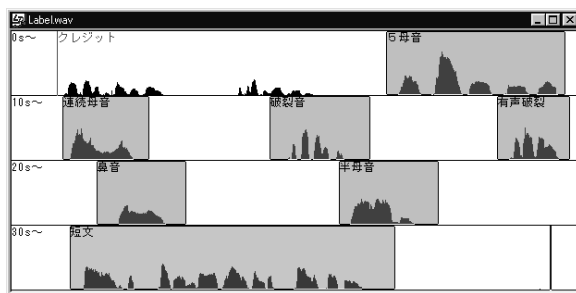 Label.wav
0s～
クレジット
５母音
10s～
連続母音
破裂音
有声破裂
20s～
鼻音
半母音
30s～
短文